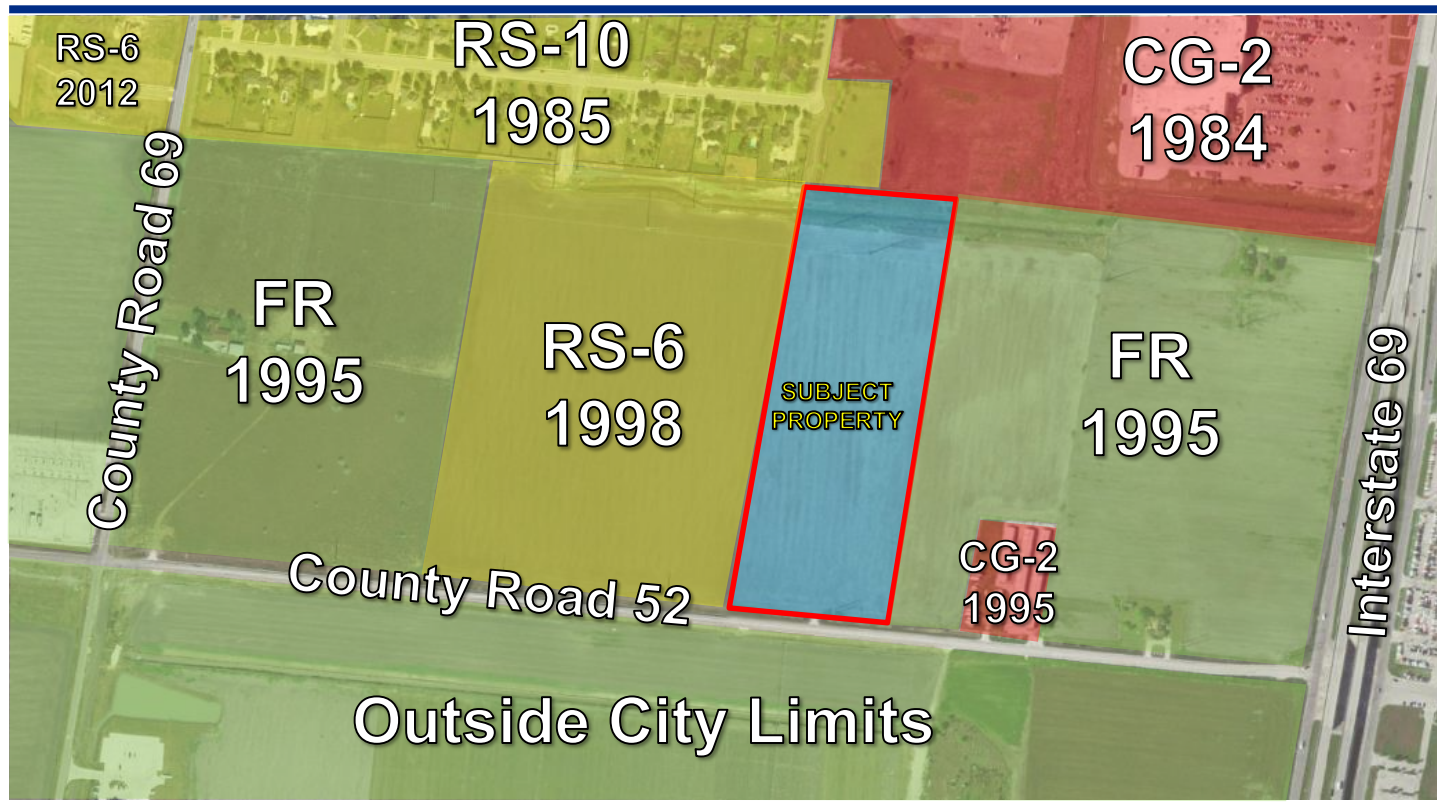 RS-6
2012
RS-10
1985
CG-2
1984
County Road 69
FR
1995
RS-6
1998
SUBJECT
PROPERTY
FR
1995
CG-2
1995
Interstate 69
County Road 52
Outside City Limits